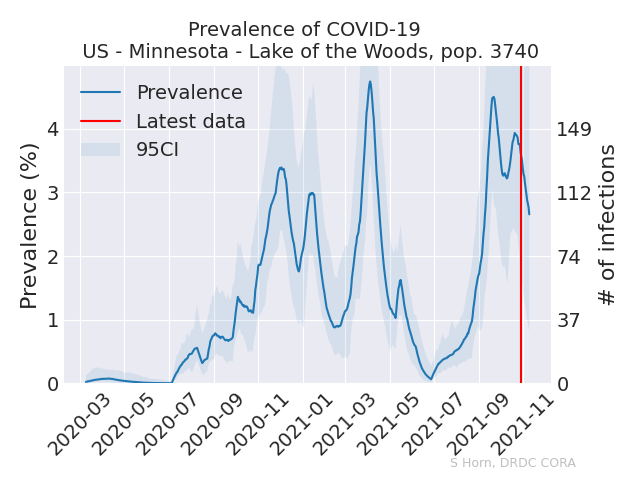 Prevalence of COVID-19
US - Minnesota - Lake of the Woods, pop. 3740
Prevalence
Latest data
95CI
Prevalence (%)
4
3
2
1
0
149
112
74
37
0
# of infections
2020-03
2020-05
2020-07
2020-09
2020-11
2021-01
2021-03
2021-05
2021-07
2021-09
2021-11
S Horn, DRDC CORA